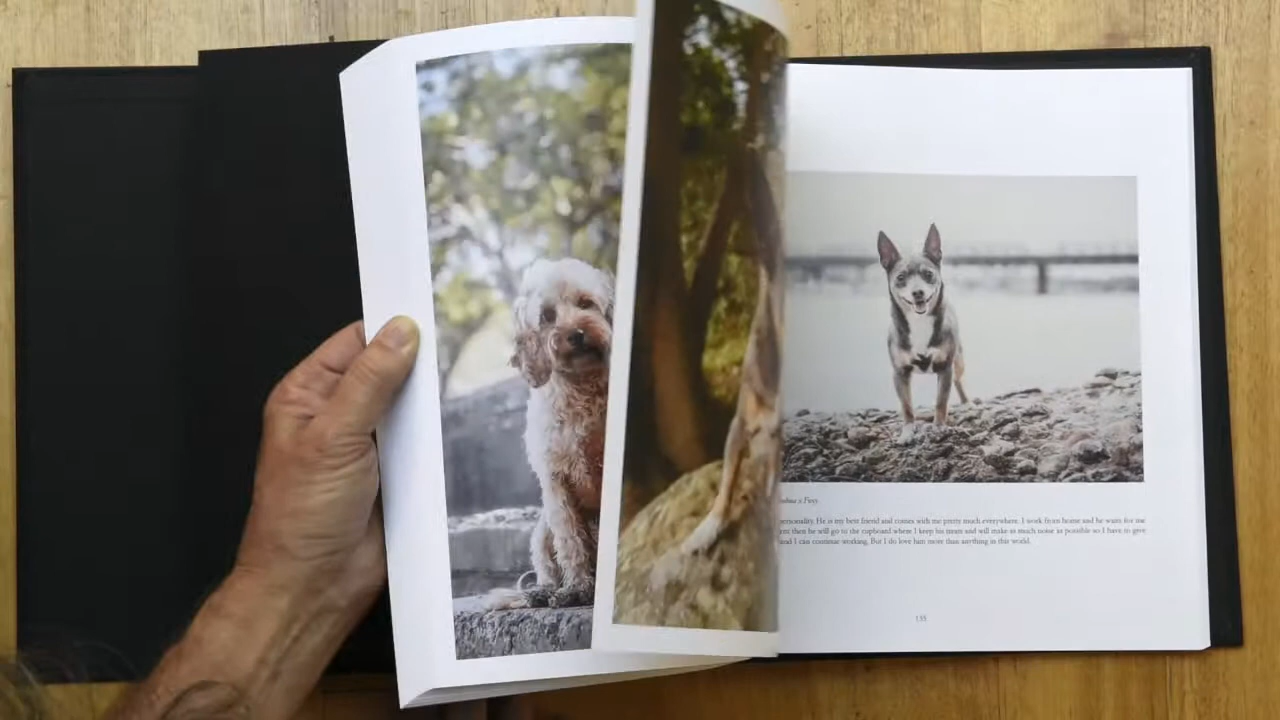 x Foxy
personality. He is my best friend and comes with me pretty much everywhere. I work from home and he waits for me
then he will go to the cupboard where I keep his treats and will make as much noise as possible so I have to give
and I can continue working. But I do love him more than anything in this world.
155